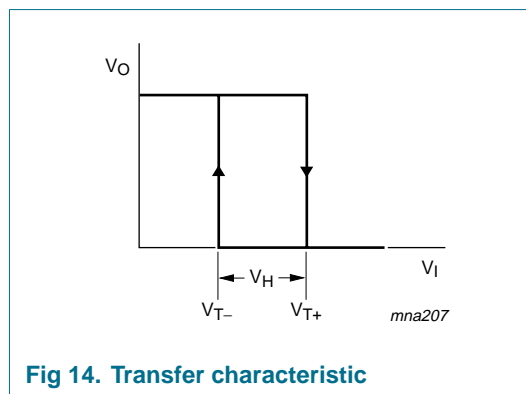 VO
VH
VI
VT−
VT+
mna207
Fig 14. Transfer characteristic